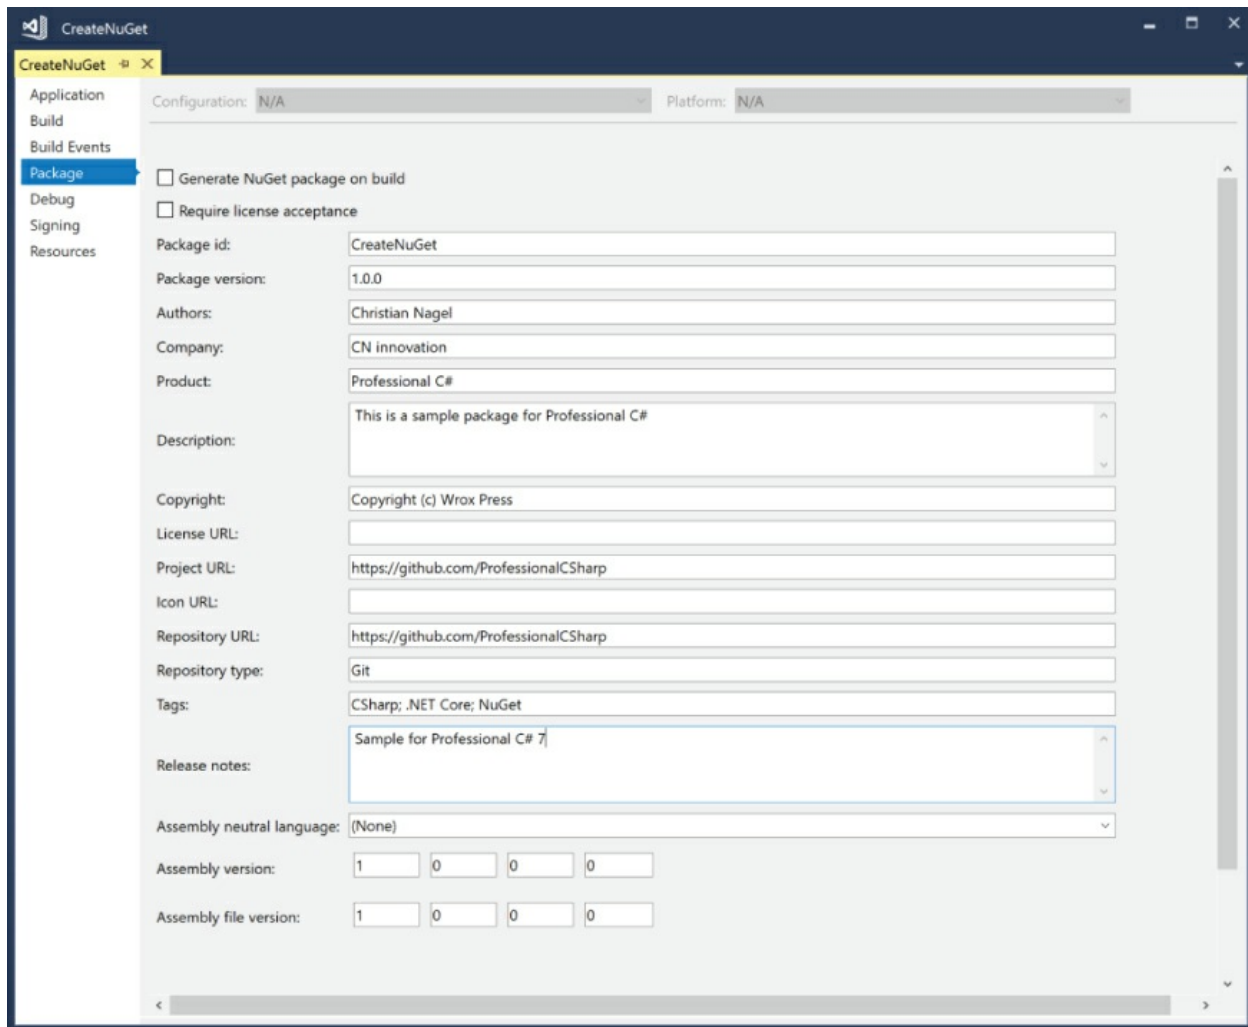 CreateNuGet
CreateNuGet
Application
Build
Build Events
Package
Debug
Signing
Resources
Configuration: N/A Platform: N/A
Generate NuGet package on build
Require license acceptance
Package id: CreateNuGet
Package version: 1.0.0
Authors: Christian Nagel
Company: CN innovation
Product: Professional C#
Description: This is a sample package for Professional C#
Copyright: Copyright (c) Wrox Press
License URL:
Project URL: https://github.com/ProfessionalCSharp
Icon URL:
Repository URL: https://github.com/ProfessionalCSharp
Repository type: Git
Tags: CSharp; .NET Core; NuGet
Release notes: Sample for Professional C# 7
Assembly neutral language: (None)
Assembly version: 1 0 0 0
Assembly file version: 1 0 0 0